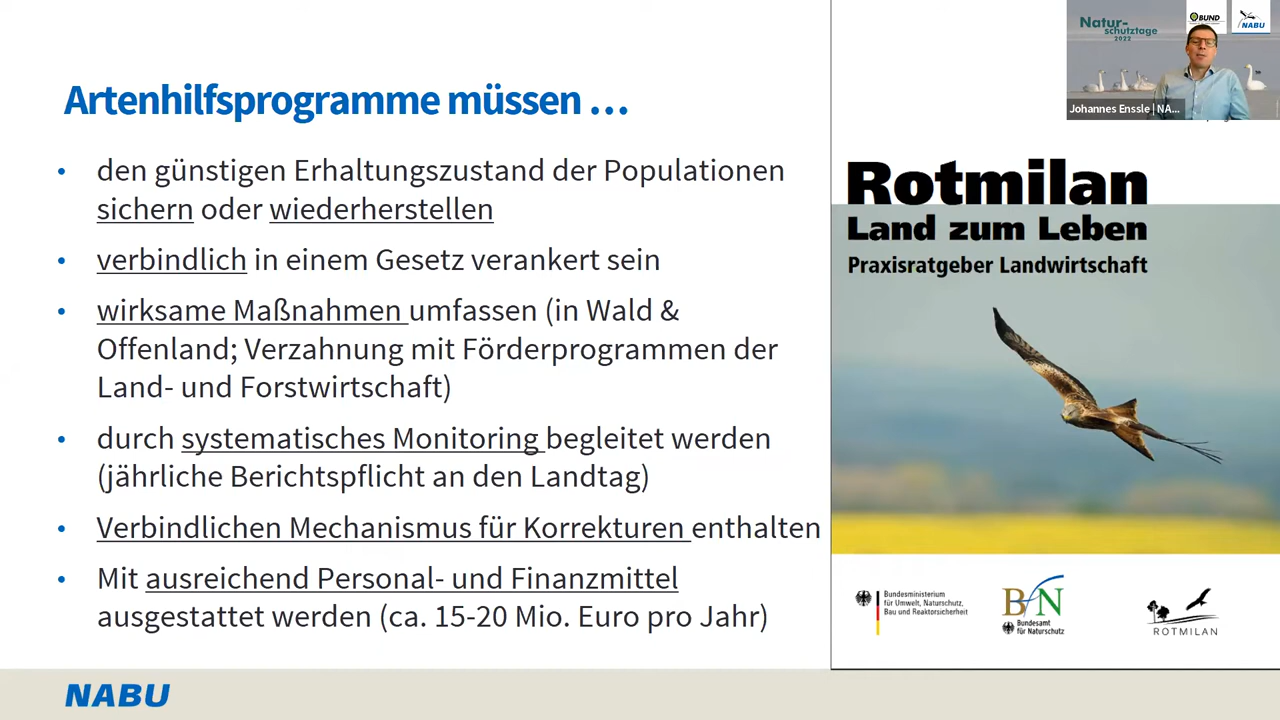 Artenhilfsprogramme müssen …
• den günstigen Erhaltungszustand der Populationen
sichern oder wiederherstellen
• verbindlich in einem Gesetz verankert sein
• wirksame Maßnahmen umfassen (in Wald &
Offenland; Verzahnung mit Förderprogrammen der
Land- und Forstwirtschaft)
• durch systematisches Monitoring begleitet werden
(jährliche Berichtspflicht an den Landtag)
• Verbindlichen Mechanismus für Korrekturen enthalten
• Mit ausreichend Personal- und Finanzmittel
ausgestattet werden (ca. 15-20 Mio. Euro pro Jahr)
NABU
Natur-
schutztage
2022
BUND
NABU
Johannes Enssle | NA...
Rotmilan
Land zum Leben
Praxisratgeber Landwirtschaft
Bundesministerium
für Umwelt, Naturschutz,
Bau und Reaktorsicherheit
BfN
Bundesamt
für Naturschutz
ROTMILAN